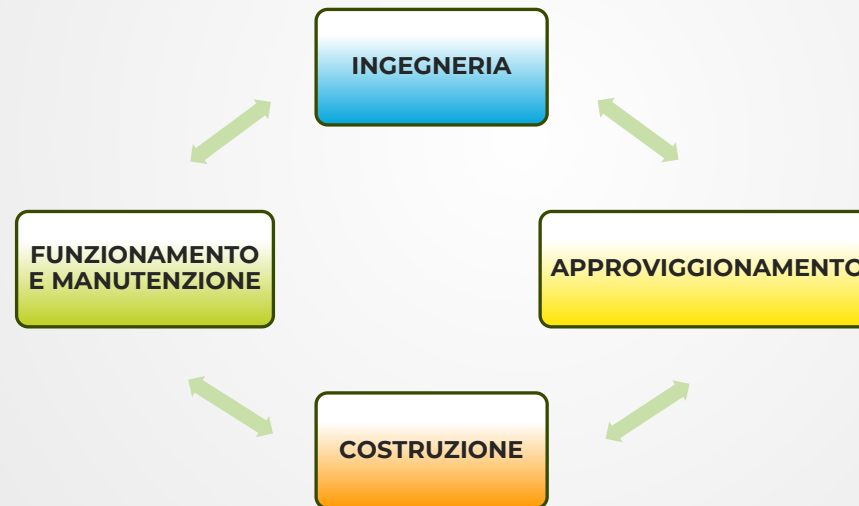 INGEGNERIA
FUNZIONAMENTO
E MANUTENZIONE
APPROVIGGIONAMENTO
COSTRUZIONE